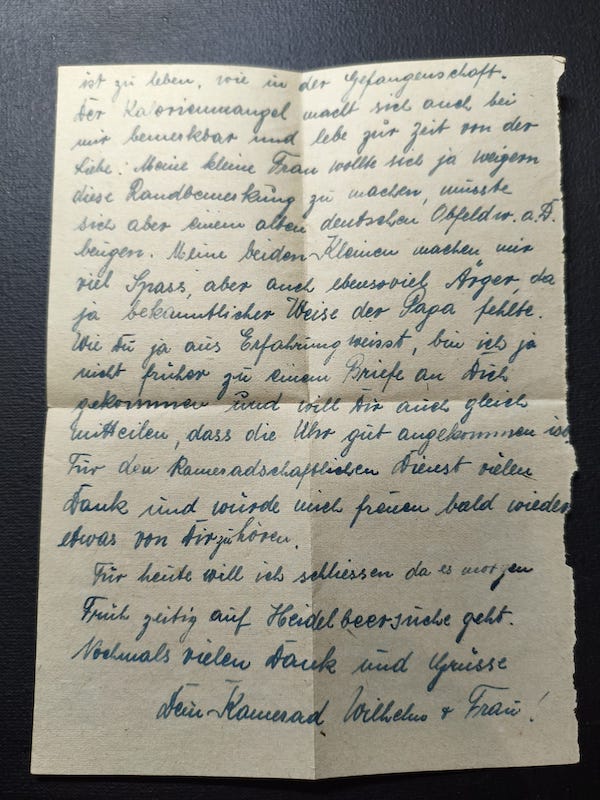 ist zu leben, wie in der Gefangenschaft.
Der Kalorienmangel macht sich auch bei
mir bemerkbar und lebe zur Zeit von der
Liebe. Meine kleine Frau wollte sich ja weigern
diese Randbemerkung zu machen, musste
sich aber einem alten deutschen Obfeldw. a.D.
beugen. Meine beiden Kleinen machen mir
viel Spass, aber auch ebensoviel Ärger, da
ja bekanntlicher Weise der Papa fehlte.
Wie Du ja aus Erfahrung weisst, bin ich ja
nicht früher zu einem Briefe an Dich
gekommen und will Dir auch gleich
mitteilen, dass die Uhr gut angekommen ist.
Für den Kameradschaftlichen Dienst vielen
Dank und würde mich freuen bald wieder
etwas von Dir zu hören.
Für heute will ich schliessen da es morgen
Früh zeitig auf Heidelbeersuche geht.
Nochmals vielen Dank und Grüsse
Dein Kamerad Wilhelm + Frau!